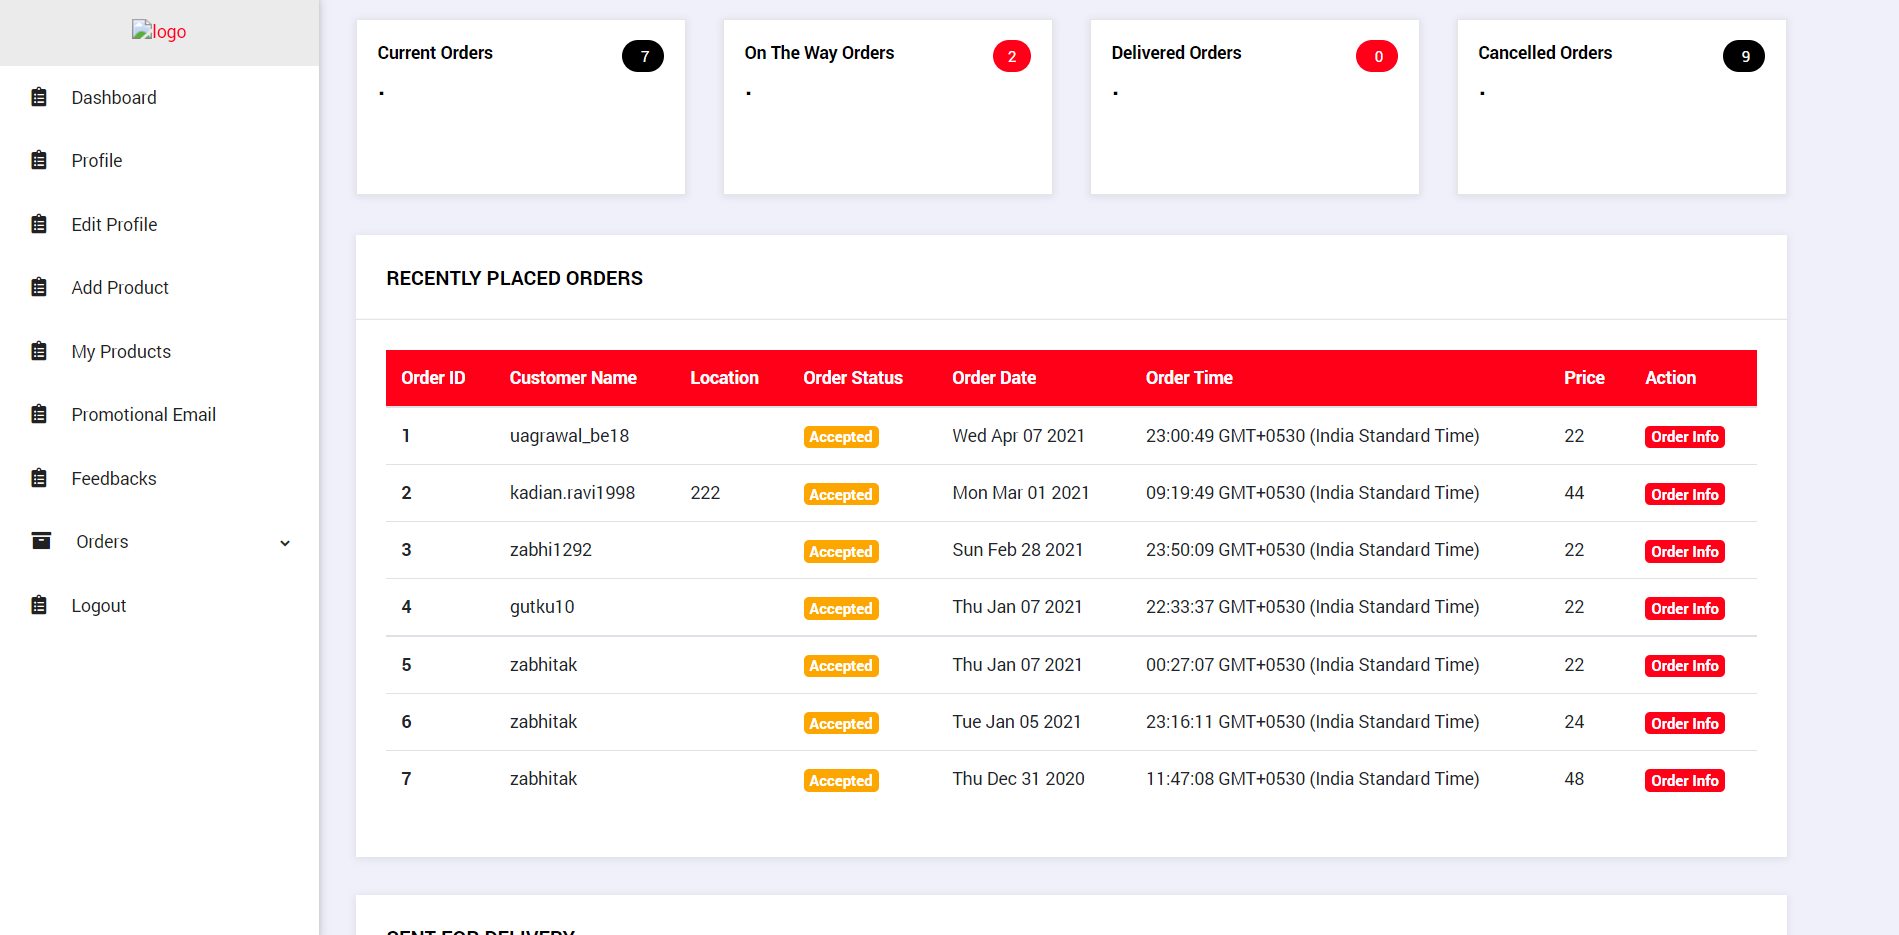 logo
Dashboard
Profile
Edit Profile
Add Product
My Products
Promotional Email
Feedbacks
Orders
Logout
Current Orders 7
.
On The Way Orders 2
.
Delivered Orders 0
.
Cancelled Orders 9
.
RECENTLY PLACED ORDERS
Order ID Customer Name Location Order Status Order Date Order Time Price Action
1 uagrawal_be18 Accepted Wed Apr 07 2021 23:00:49 GMT+0530 (India Standard Time) 22 Order Info
2 kadian.ravi1998 222 Accepted Mon Mar 01 2021 09:19:49 GMT+0530 (India Standard Time) 44 Order Info
3 zabhi1292 Accepted Sun Feb 28 2021 23:50:09 GMT+0530 (India Standard Time) 22 Order Info
4 gutku10 Accepted Thu Jan 07 2021 22:33:37 GMT+0530 (India Standard Time) 22 Order Info
5 zabhitak Accepted Thu Jan 07 2021 00:27:07 GMT+0530 (India Standard Time) 22 Order Info
6 zabhitak Accepted Tue Jan 05 2021 23:16:11 GMT+0530 (India Standard Time) 24 Order Info
7 zabhitak Accepted Thu Dec 31 2020 11:47:08 GMT+0530 (India Standard Time) 48 Order Info
SENT FOR DELIVERY